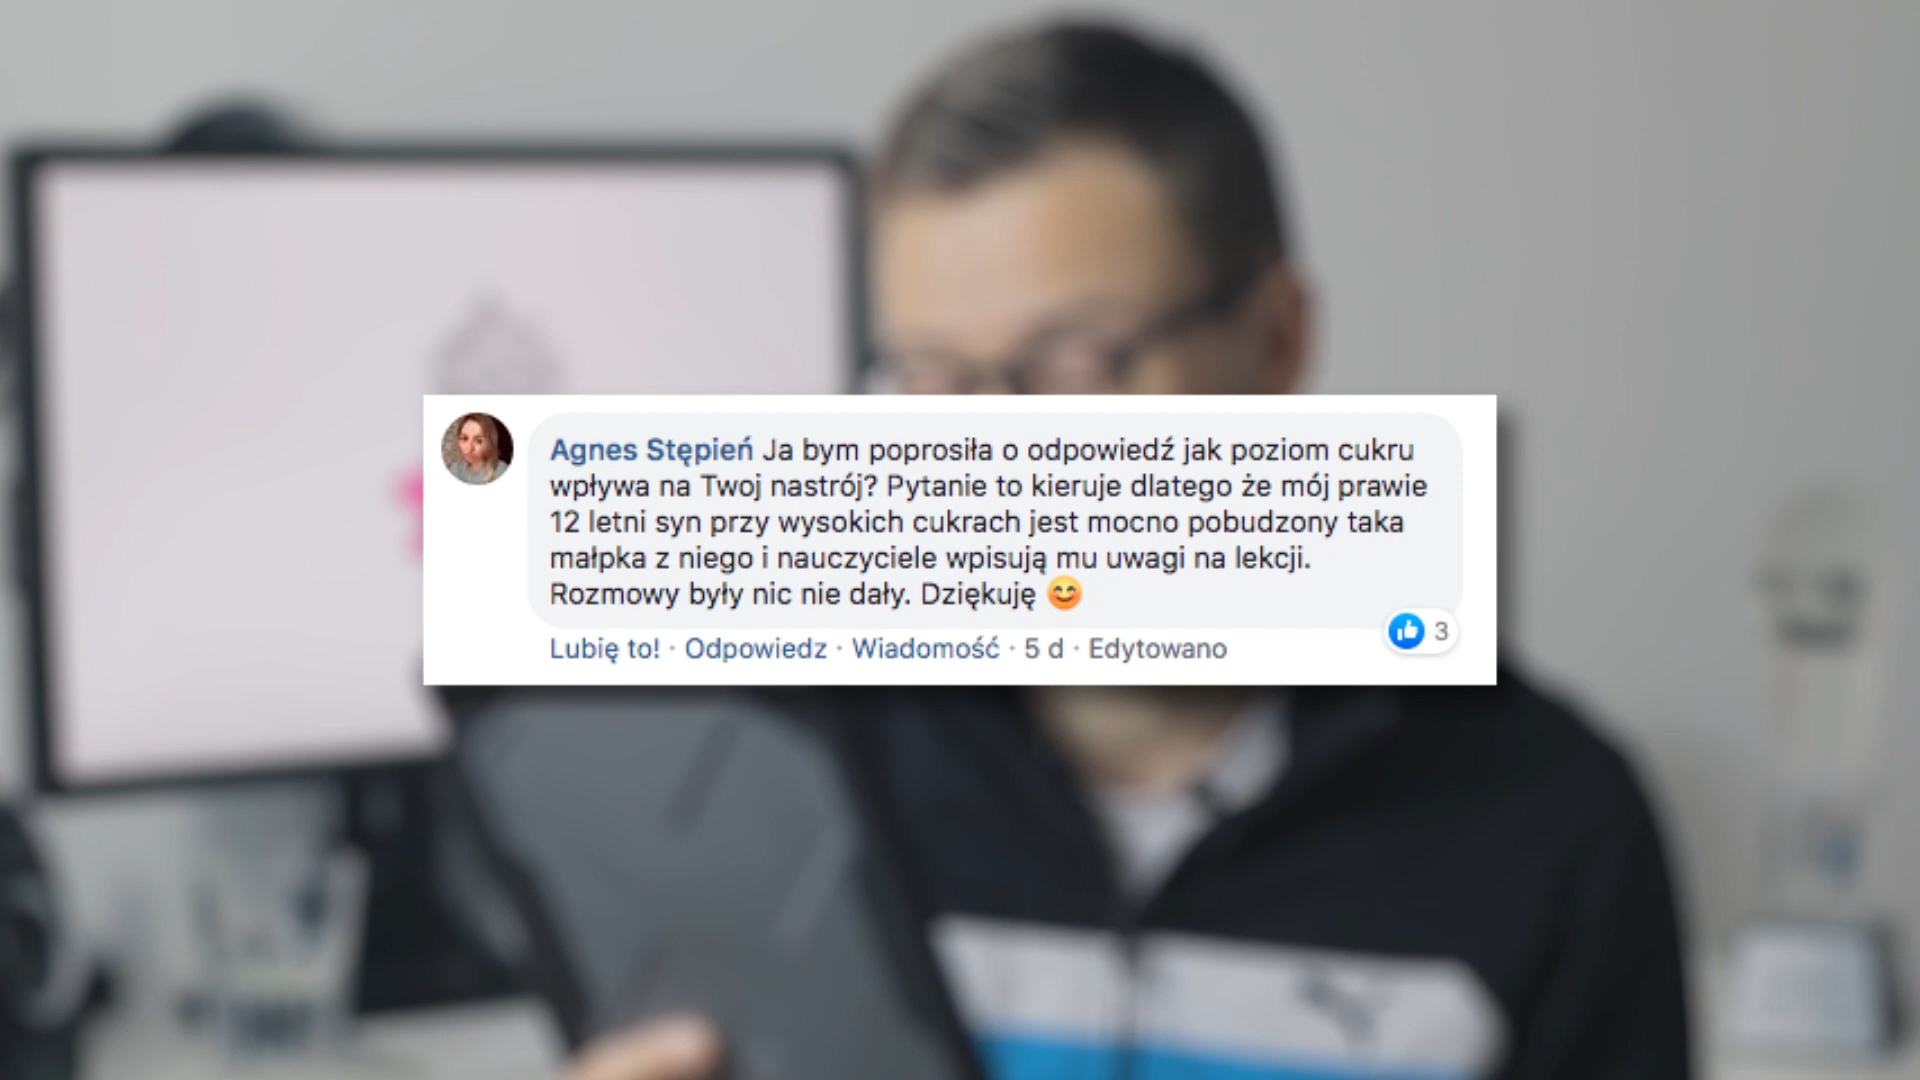 Agnes Stępień Ja bym poprosiła o odpowiedź jak poziom cukru
wpływa na Twoj nastrój? Pytanie to kieruje dlatego że mój prawie
12 letni syn przy wysokich cukrach jest mocno pobudzony taka
małpka z niego i nauczyciele wpisują mu uwagi na lekcji.
Rozmowy były nic nie dały. Dziękuję 😊
3
Lubię to! · Odpowiedz · Wiadomość · 5 d · Edytowano